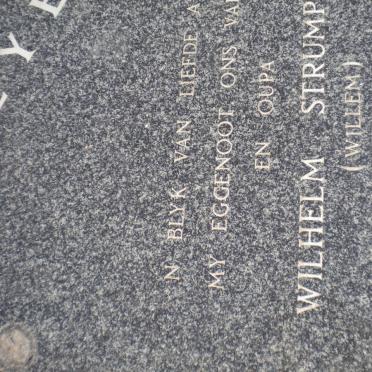 N BLYK VAN LIEFDE A
MY EGGENOOT ONS VA
EN OUPA
WILHELM STRUMP
(WILLEM)